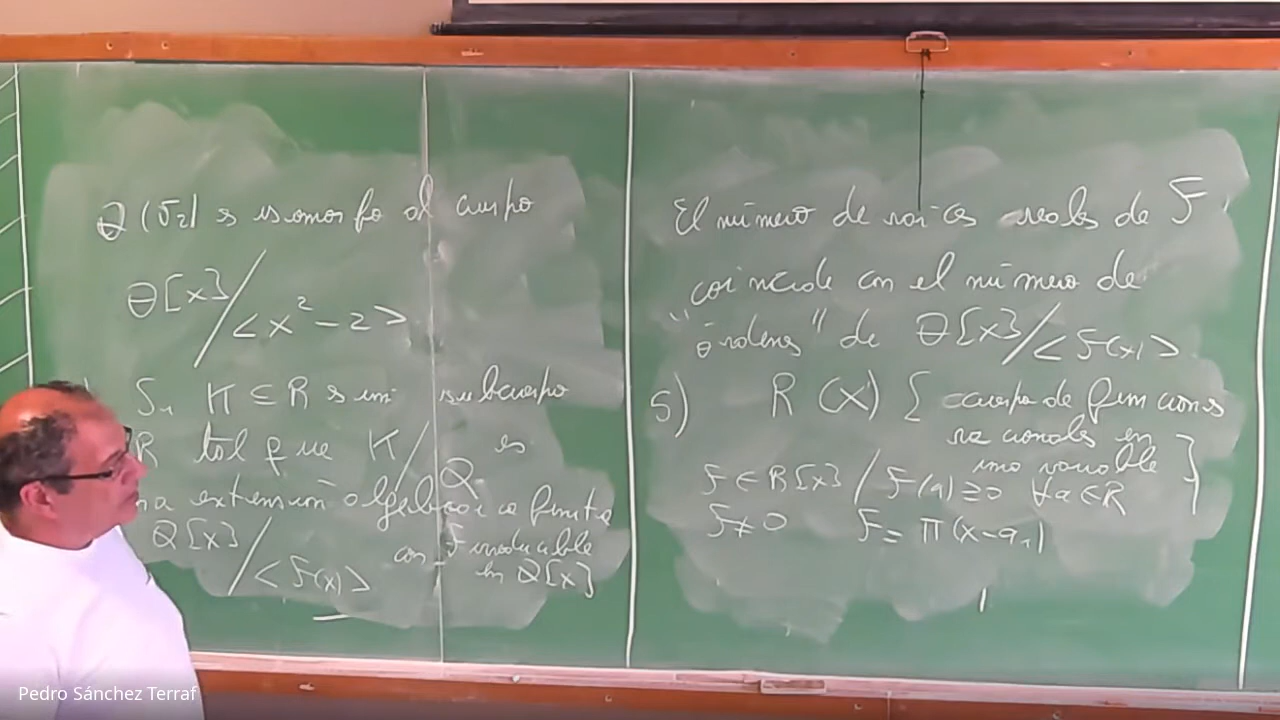 Q(√2) es isomorfo al cuerpo
Q[x]/<x²-2>
Si K ⊆ R es un subcuerpo
R tal que K/Q es
na extensión algebraica finita
Q[x]/<F(x)> con F irreducible
en Q[x]
El número de raíces reales de F,
coincide con el número de
"órdenes" de Q[x]/<F(x)>
5) R(X) { cuerpo de funciones
racionales en
una variable }
F ∈ R[x] / F(a) ≥ 0 ∀a ∈ R
F ≠ 0 F = Π(x-a₁)
Pedro Sánchez Terraf